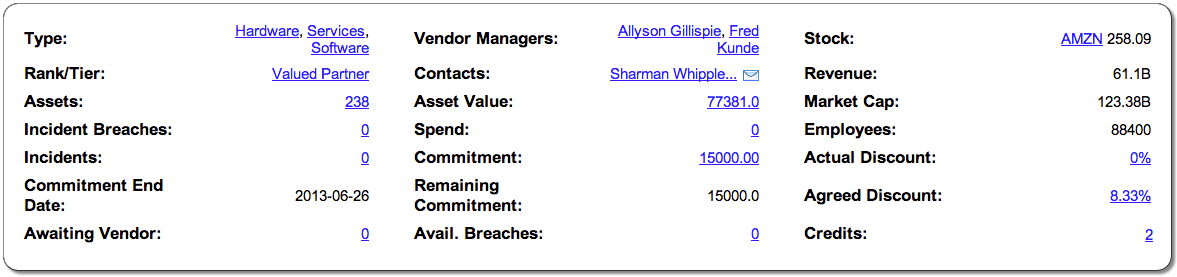 Type: Hardware, Services, Software
Vendor Managers: Allyson Gillispie, Fred Kunde
Stock: AMZN 258.09
Rank/Tier: Valued Partner
Contacts: Sharman Whipple...
Revenue: 61.1B
Assets: 238
Asset Value: 77381.0
Market Cap: 123.38B
Incident Breaches: 0
Spend: 0
Employees: 88400
Incidents: 0
Commitment: 15000.00
Actual Discount: 0%
Commitment End Date: 2013-06-26
Remaining Commitment: 15000.0
Agreed Discount: 8.33%
Awaiting Vendor: 0
Avail. Breaches: 0
Credits: 2